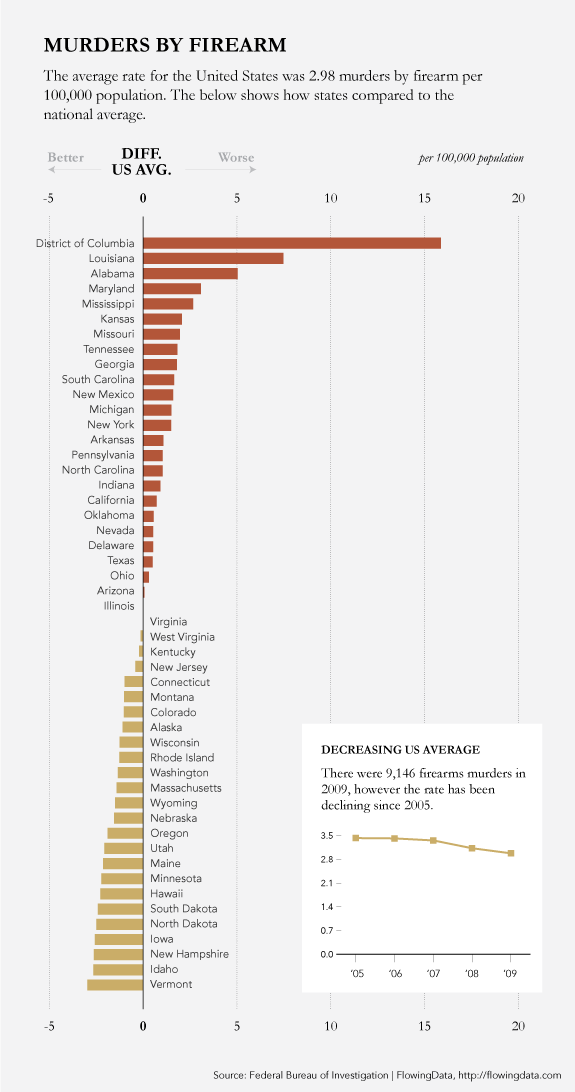 MURDERS BY FIREARM
The average rate for the United States was 2.98 murders by firearm per
100,000 population. The below shows how states compared to the
national average.
Better DIFF. US AVG. Worse
per 100,000 population
-5 0 5 10 15 20
District of Columbia
Louisiana
Alabama
Maryland
Mississippi
Kansas
Missouri
Tennessee
Georgia
South Carolina
New Mexico
Michigan
New York
Arkansas
Pennsylvania
North Carolina
Indiana
California
Oklahoma
Nevada
Delaware
Texas
Ohio
Arizona
Illinois
Virginia
West Virginia
Kentucky
New Jersey
Connecticut
Montana
Colorado
Alaska
Wisconsin
Rhode Island
Washington
Massachusetts
Wyoming
Nebraska
Oregon
Utah
Maine
Minnesota
Hawaii
South Dakota
North Dakota
Iowa
New Hampshire
Idaho
Vermont
DECREASING US AVERAGE
There were 9,146 firearms murders in
2009, however the rate has been
declining since 2005.
3.5
2.8
2.1
1.4
0.7
0.0
'05 '06 '07 '08 '09
-5 0 5 10 15 20
Source: Federal Bureau of Investigation | FlowingData, http://flowingdata.com